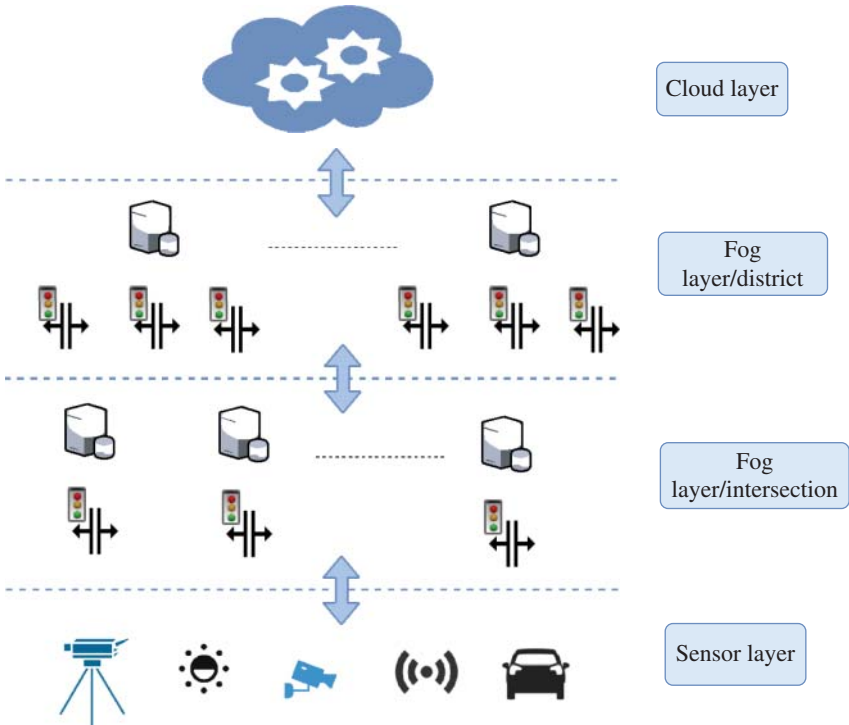 Cloud layer
Fog
layer/district
Fog
layer/intersection
Sensor layer